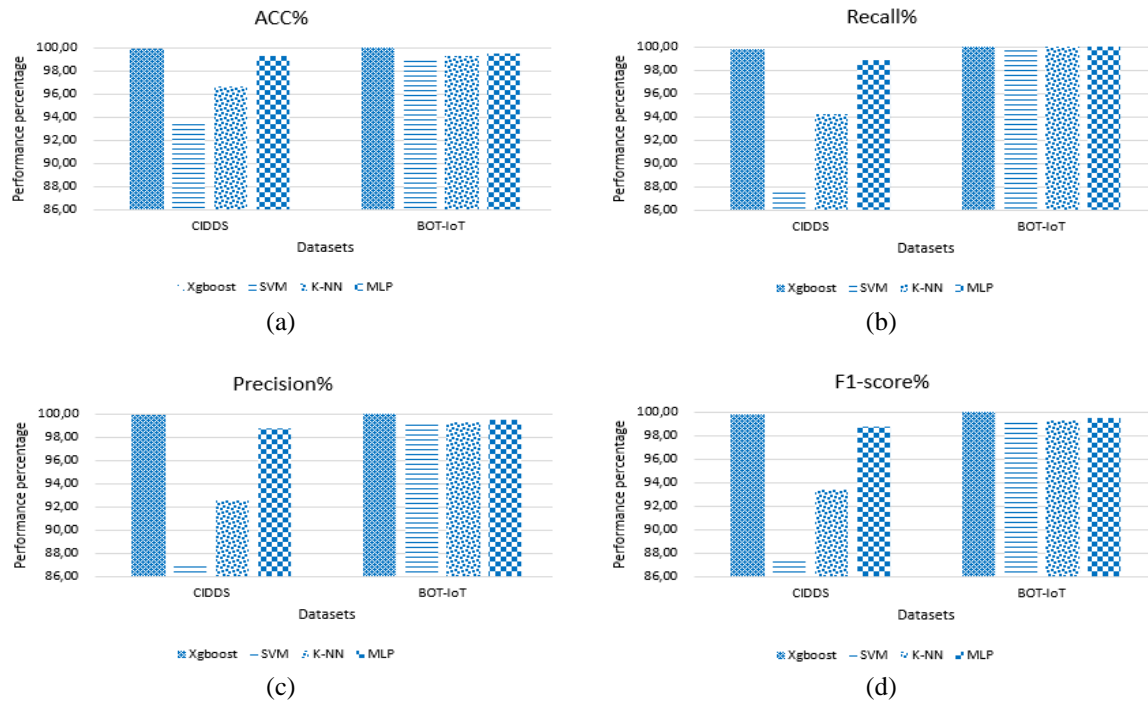 ACC%
Performance percentage
100,00
98,00
96,00
94,00
92,00
90,00
88,00
86,00
CIDDS BOT-IoT
Datasets
Xgboost SVM K-NN MLP
(a)
Recall%
Performance percentage
100,00
98,00
96,00
94,00
92,00
90,00
88,00
86,00
CIDDS BOT-IoT
Datasets
Xgboost SVM K-NN MLP
(b)
Precision%
Performance percentage
100,00
98,00
96,00
94,00
92,00
90,00
88,00
86,00
CIDDS BOT-IoT
Datasets
Xgboost SVM K-NN MLP
(c)
F1-score%
Performance percentage
100,00
98,00
96,00
94,00
92,00
90,00
88,00
86,00
CIDDS BOT-IoT
Datasets
Xgboost SVM K-NN MLP
(d)